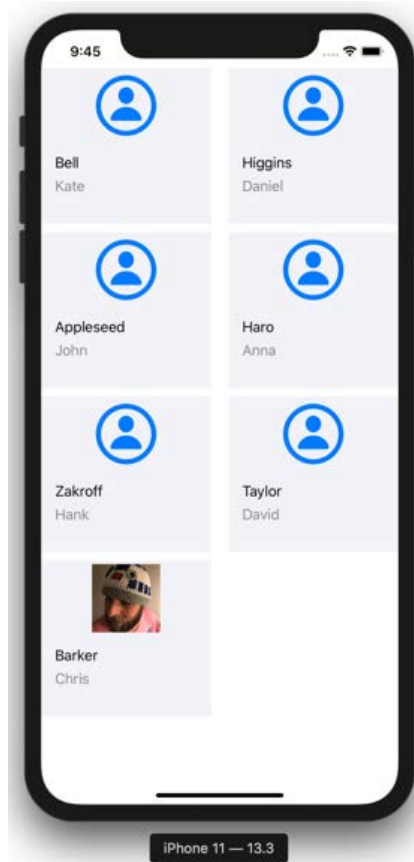 9:45
Bell
Kate
Higgins
Daniel
Appleseed
John
Haro
Anna
Zakroff
Hank
Taylor
David
Barker
Chris
iPhone 11 — 13.3